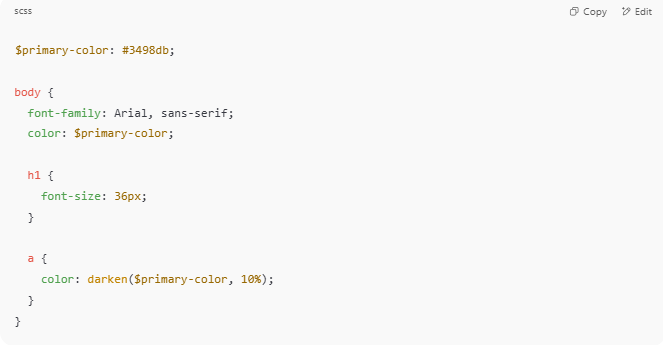 scss
Copy
Edit
$primary-color: #3498db;
body {
  font-family: Arial, sans-serif;
  color: $primary-color;
  h1 {
    font-size: 36px;
  }
  a {
    color: darken($primary-color, 10%);
  }
}